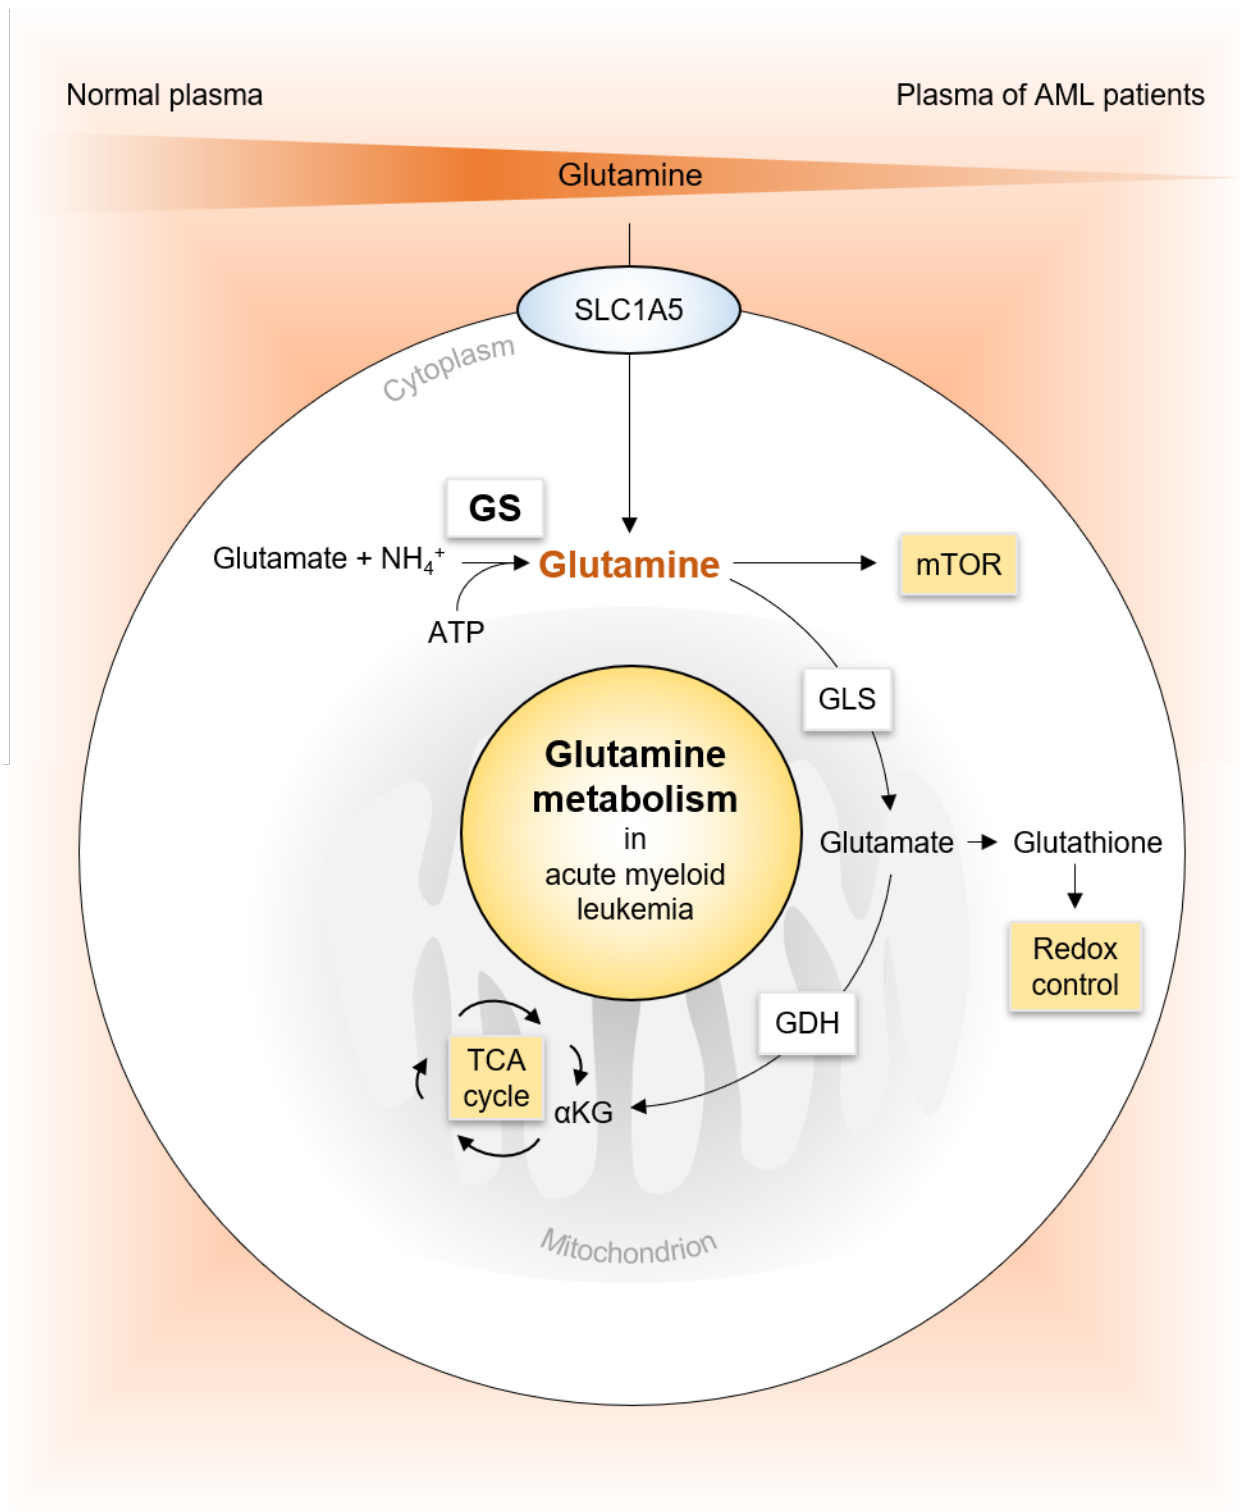 Normal plasma
Plasma of AML patients
Glutamine
SLC1A5
Cytoplasm
GS
Glutamate + NH₄⁺
Glutamine
mTOR
ATP
GLS
Glutamine
metabolism
in
acute myeloid
leukemia
Glutamate
Glutathione
Redox
control
GDH
TCA
cycle
αKG
Mitochondrion